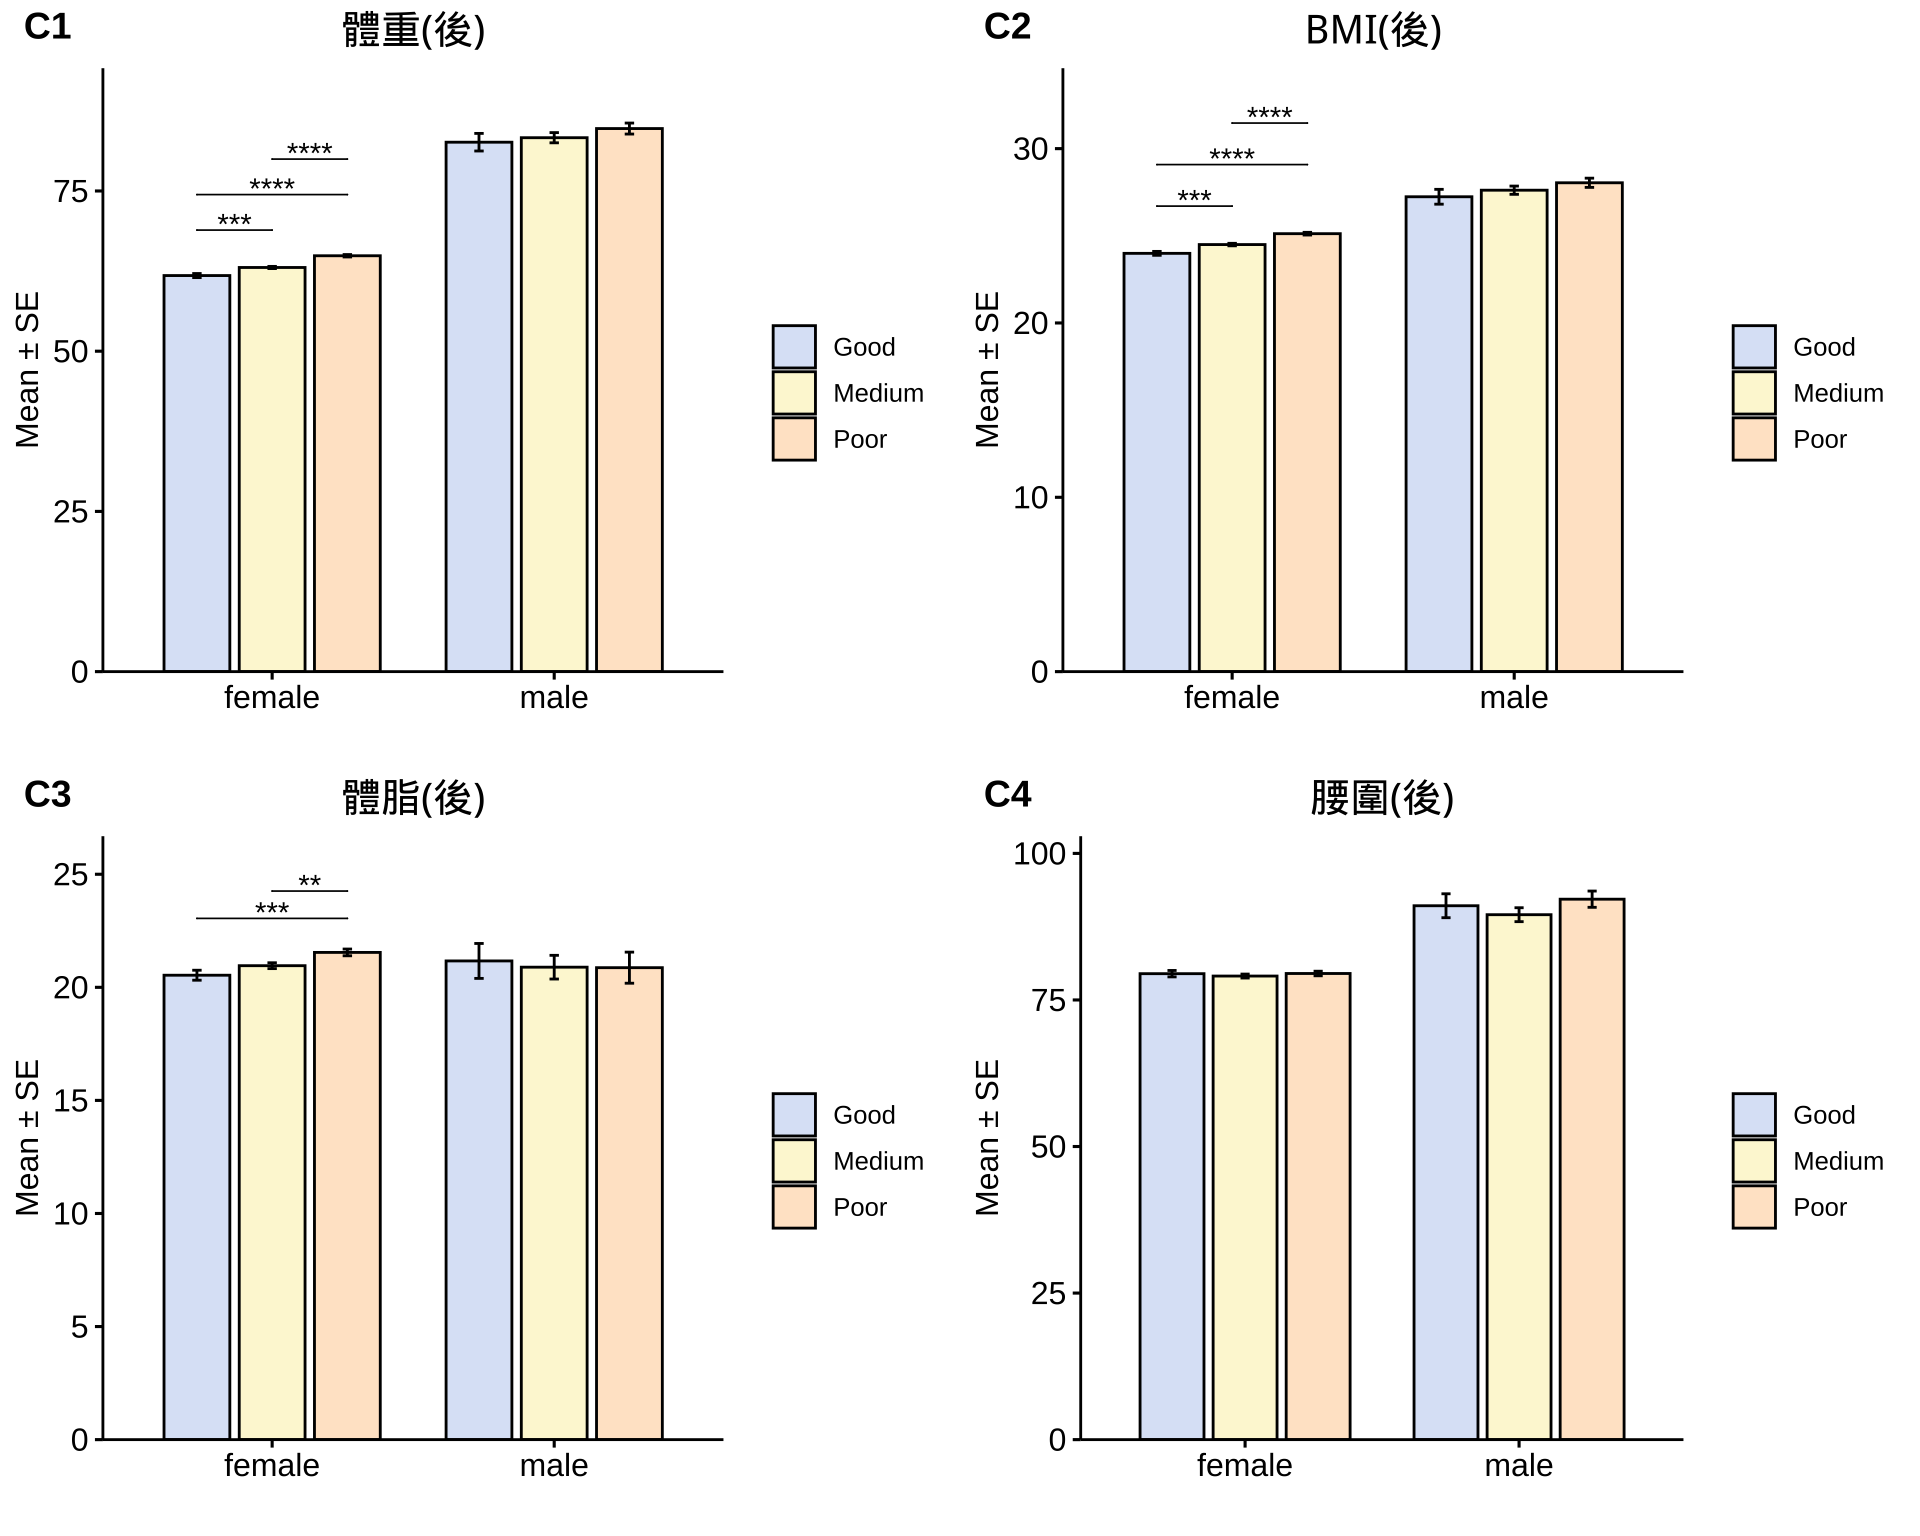 C1
體重(後)
Mean ± SE
75
50
25
0
****
****
***
female
male
Good
Medium
Poor
C2
BMI(後)
Mean ± SE
30
20
10
0
****
****
***
female
male
Good
Medium
Poor
C3
體脂(後)
Mean ± SE
25
20
15
10
5
0
**
***
female
male
Good
Medium
Poor
C4
腰圍(後)
Mean ± SE
100
75
50
25
0
female
male
Good
Medium
Poor